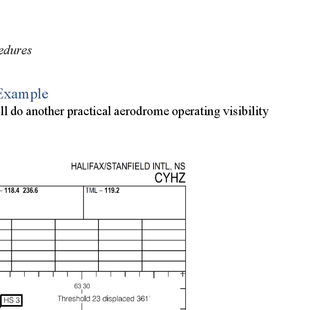 edures
Example
ll do another practical aerodrome operating visibility
HALIFAX/STANFIELD INTL, NS
CYHZ
– 118.4 236.6
TML – 119.2
63 30
HS 3
Threshold 23 displaced 361'